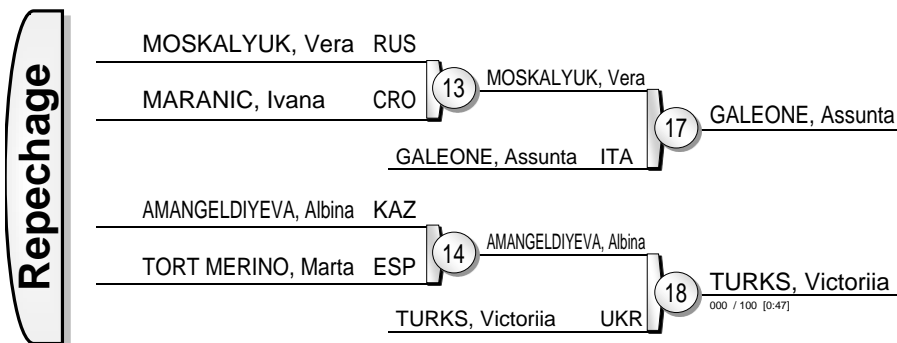 Repechage
MOSKALYUK, Vera RUS
MARANIC, Ivana CRO
13
MOSKALYUK, Vera
GALEONE, Assunta ITA
17
GALEONE, Assunta
AMANGELDIYEVA, Albina KAZ
TORT MERINO, Marta ESP
14
AMANGELDIYEVA, Albina
TURKS, Victoriia UKR
18
TURKS, Victoriia
000 / 100 [0:47]